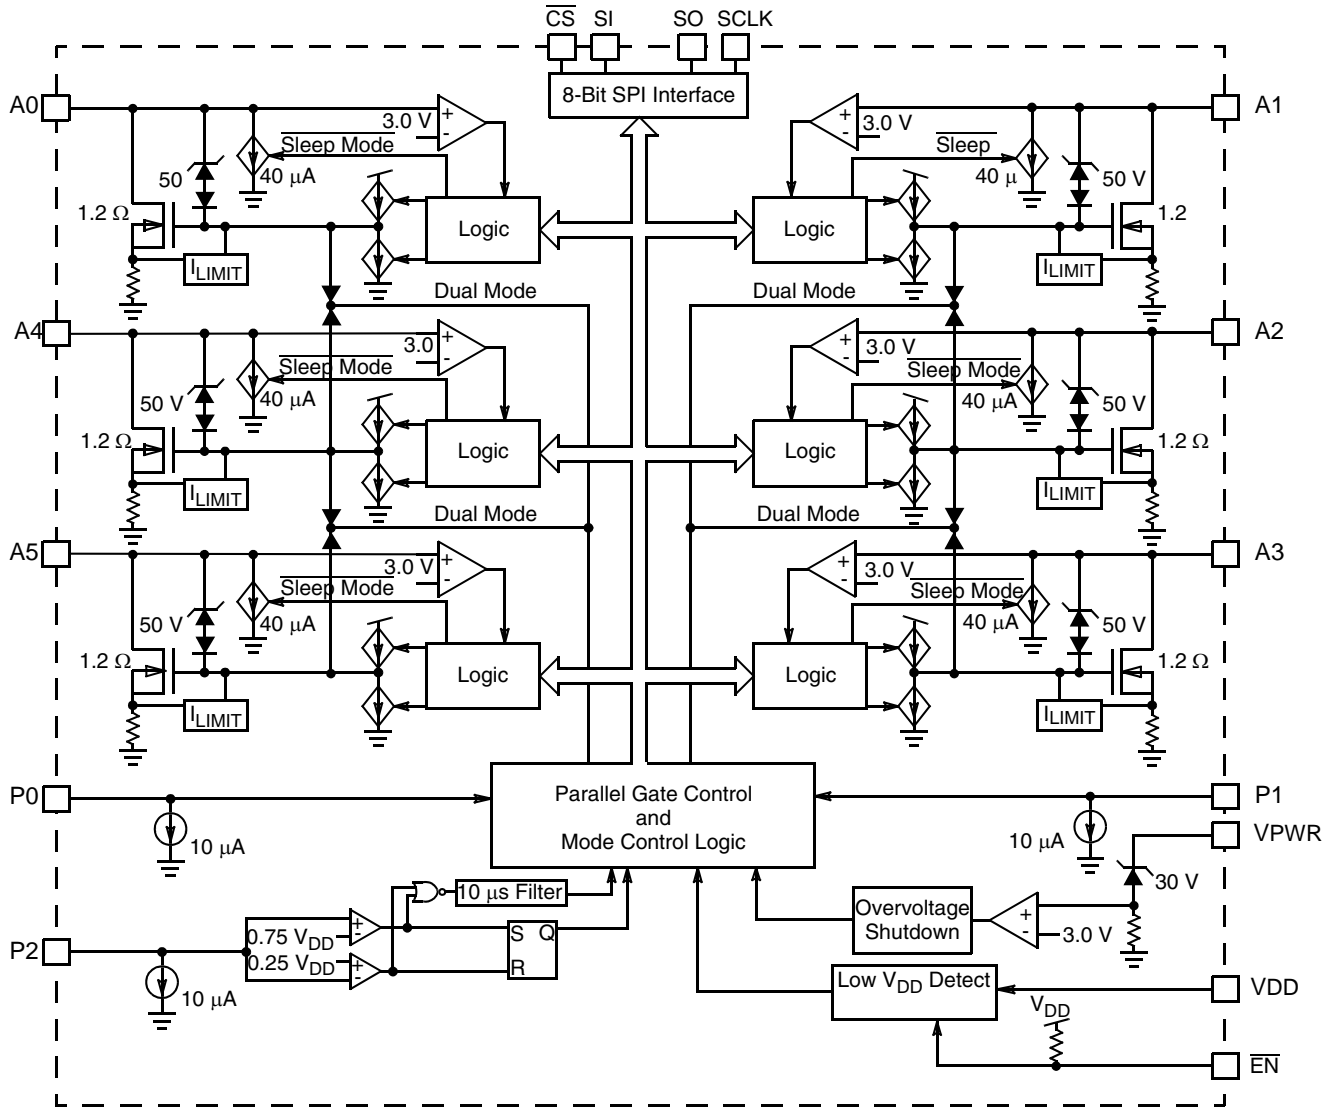 C̅S̅ SI SO SCLK
8-Bit SPI Interface
A0 A1
3.0 V 3.0 V
Sleep Mode Sleep
50 40 μA 40 μ 50 V
1.2 Ω Logic Logic 1.2
ILIMIT ILIMIT
Dual Mode Dual Mode
A4 A2
3.0 3.0 V
Sleep Mode Sleep Mode
50 V 40 μA 40 μA 50 V
1.2 Ω Logic Logic 1.2 Ω
ILIMIT ILIMIT
Dual Mode Dual Mode
A5 A3
3.0 V 3.0 V
Sleep Mode Sleep Mode
50 V 40 μA 40 μA 50 V
1.2 Ω Logic Logic 1.2 Ω
ILIMIT ILIMIT
P0 P1
Parallel Gate Control
and
Mode Control Logic
10 μA 10 μA
VPWR
30 V
10 μs Filter
Overvoltage
Shutdown
3.0 V
P2
0.75 VDD
0.25 VDD
S Q
R
10 μA
Low VDD Detect
VDD
VDD
E̅N̅